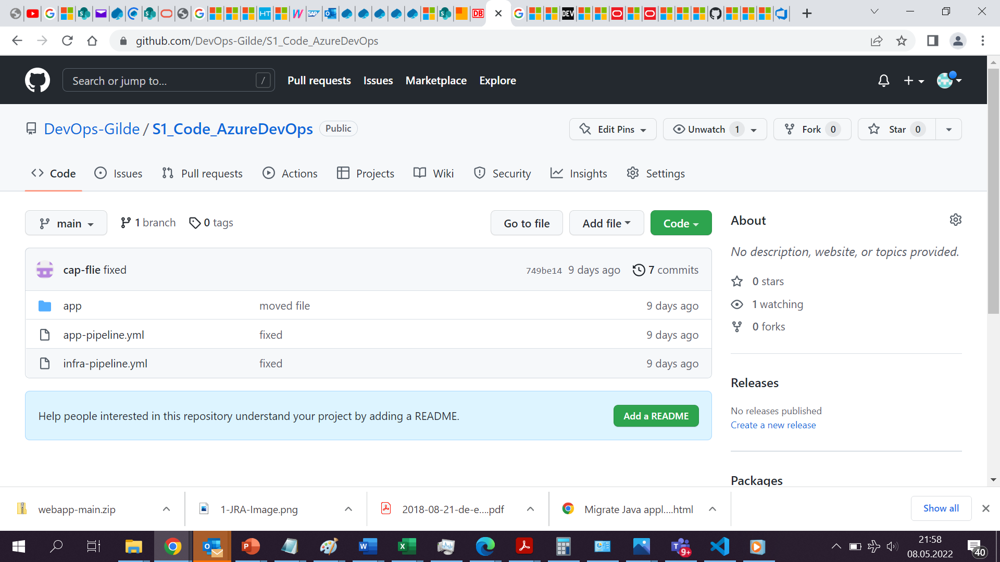 HT
SAP
DB
DEV
github.com/DevOps-Gilde/S1_Code_AzureDevOps
Search or jump to...
/
Pull requests
Issues
Marketplace
Explore
DevOps-Gilde / S1_Code_AzureDevOps
Public
Edit Pins
Unwatch 1
Fork 0
Star 0
Code
Issues
Pull requests
Actions
Projects
Wiki
Security
Insights
Settings
main
1 branch
0 tags
Go to file
Add file
Code
cap-flie fixed
749be14 9 days ago
7 commits
app
moved file
9 days ago
app-pipeline.yml
fixed
9 days ago
infra-pipeline.yml
fixed
9 days ago
Help people interested in this repository understand your project by adding a README.
Add a README
About
No description, website, or topics provided.
0 stars
1 watching
0 forks
Releases
No releases published
Create a new release
Packages
webapp-main.zip
1-JRA-Image.png
2018-08-21-de-e....pdf
Migrate Java appl....html
Show all
9+
21:58
08.05.2022
40